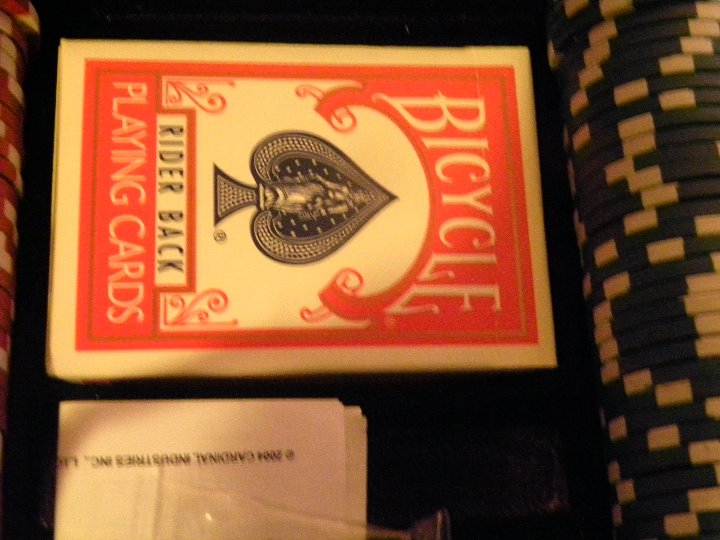 BICYCLE
®
®
RIDER BACK
PLAYING CARDS
© 2004 CARDINAL INDUSTRIES INC.,